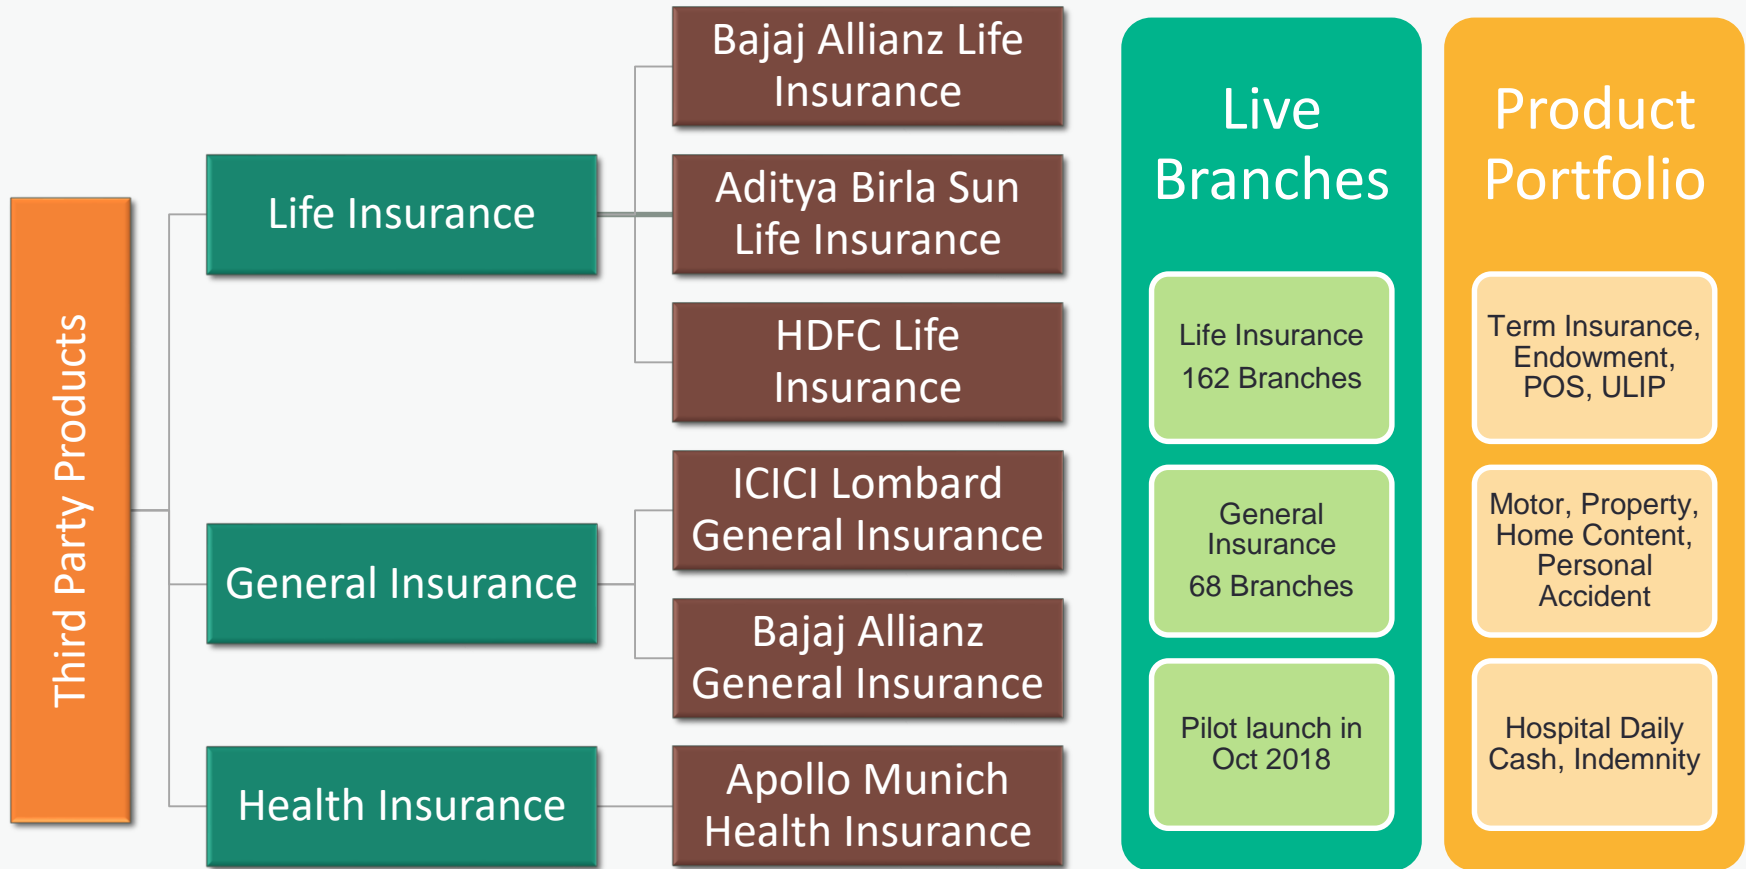 Third Party Products
Life Insurance
General Insurance
Health Insurance
Bajaj Allianz Life
Insurance
Aditya Birla Sun
Life Insurance
HDFC Life
Insurance
ICICI Lombard
General Insurance
Bajaj Allianz
General Insurance
Apollo Munich
Health Insurance
Live
Branches
Life Insurance
162 Branches
General
Insurance
68 Branches
Pilot launch in
Oct 2018
Product
Portfolio
Term Insurance,
Endowment,
POS, ULIP
Motor, Property,
Home Content,
Personal
Accident
Hospital Daily
Cash, Indemnity